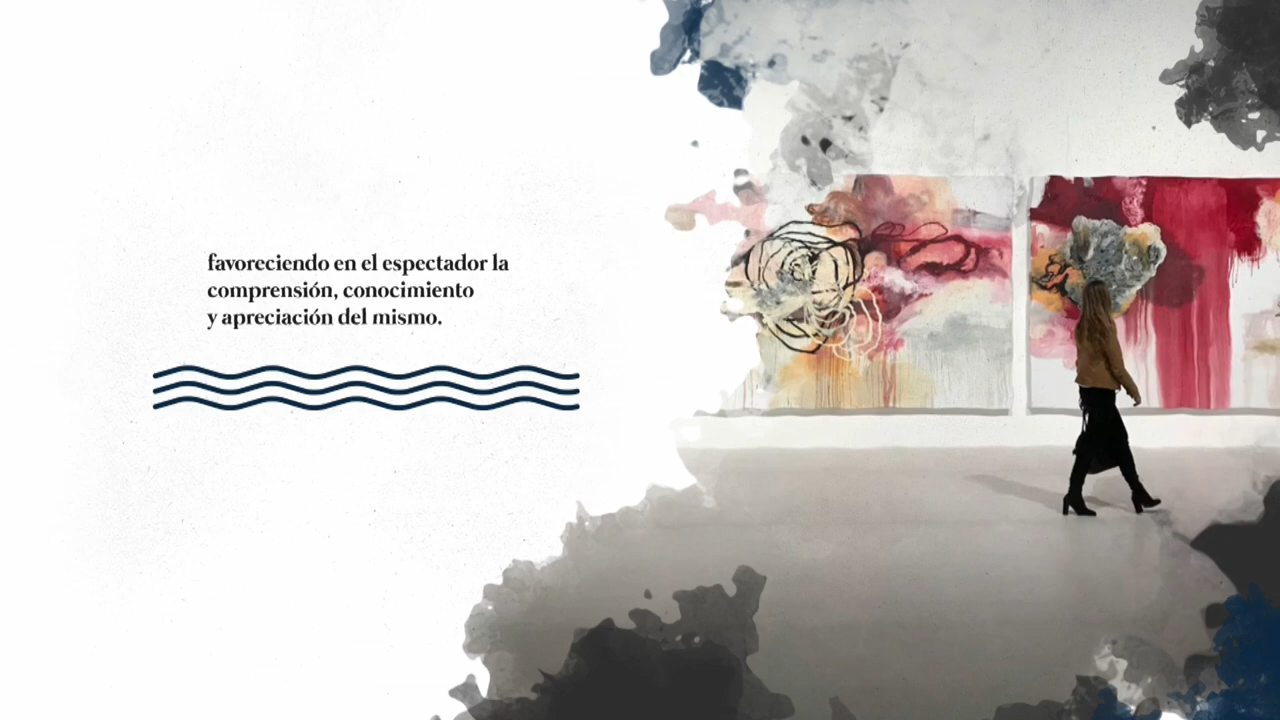 favoreciendo en el espectador la
comprensión, conocimiento
y apreciación del mismo.